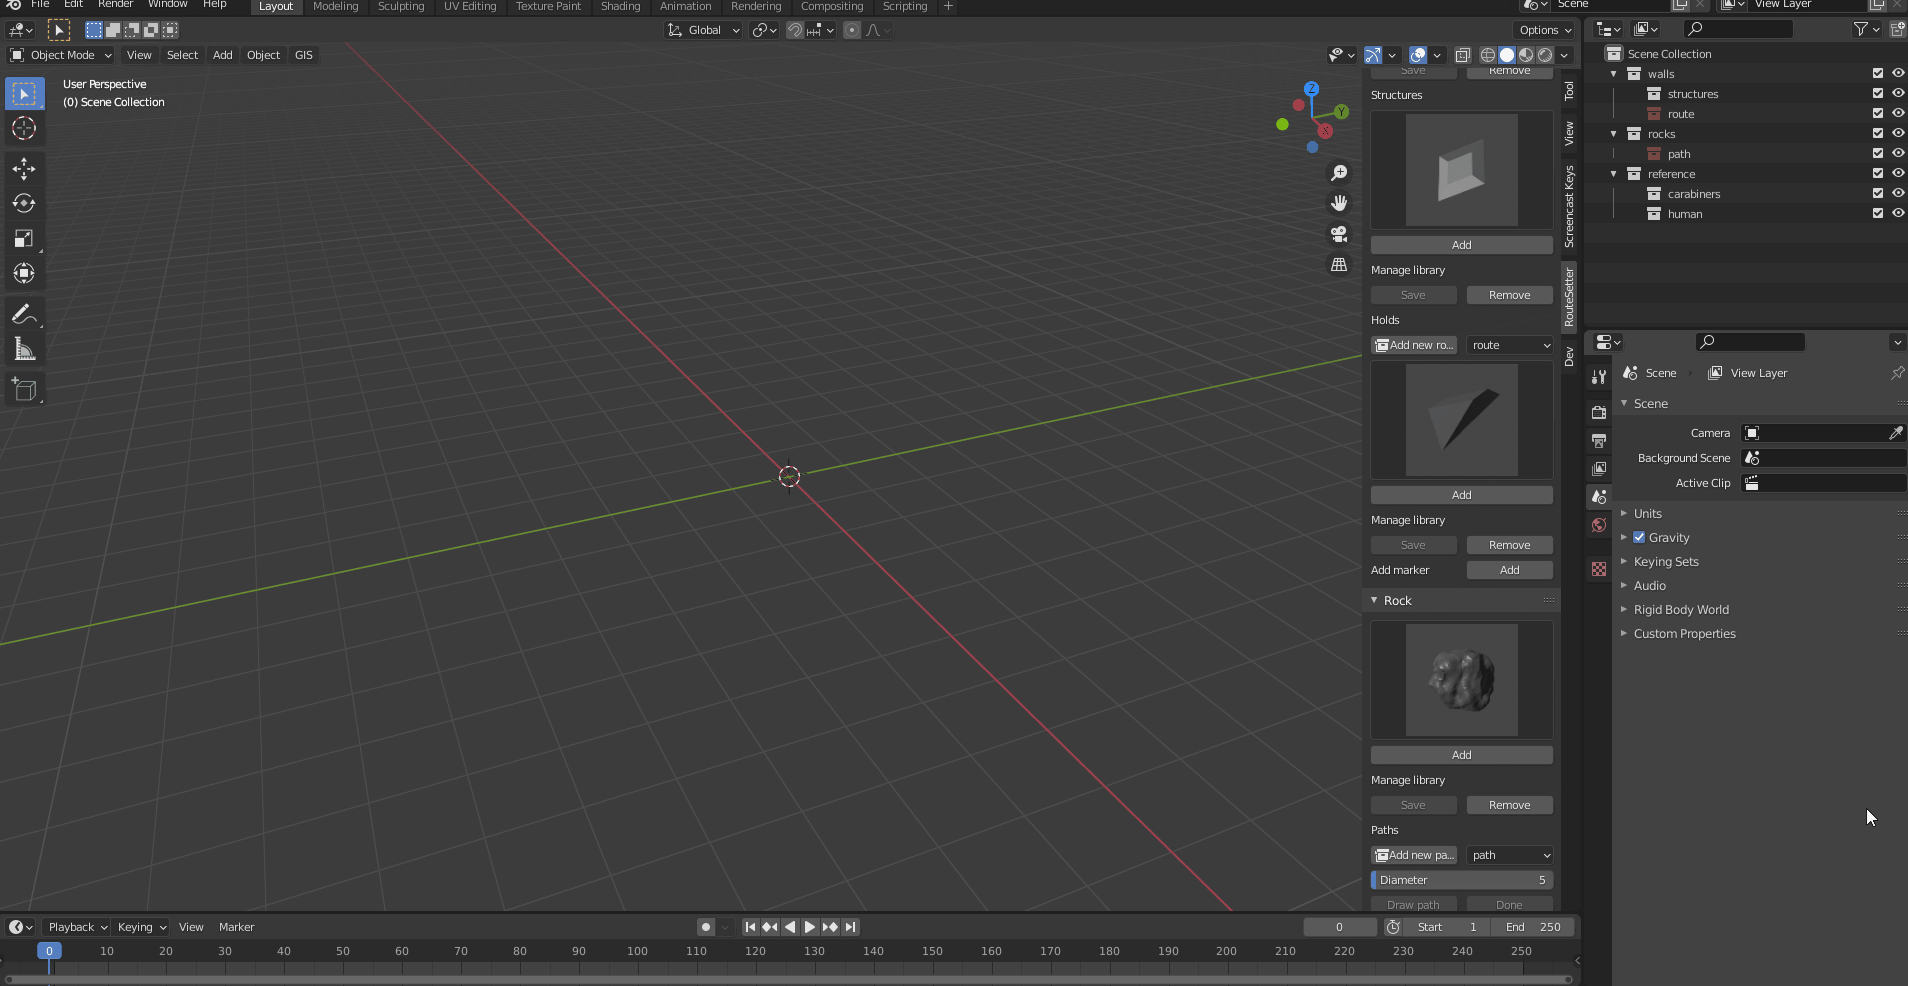 File Edit Render Window Help Layout Modeling Sculpting UV Editing Texture Paint Shading Animation Rendering Compositing Scripting + Scene View Layer
Global Options
Object Mode View Select Add Object GIS
User Perspective
(0) Scene Collection
Z
Y
X
Save Remove
Structures
Add
Manage library
Save Remove
Holds
Add new ro... route
Add
Manage library
Save Remove
Add marker Add
Rock
Add
Manage library
Save Remove
Paths
Add new pa... path
Diameter 5
Draw path Done
Tool
View
Screencast Keys
RouteSetter
Dev
Scene Collection
walls
structures
route
rocks
path
reference
carabiners
human
Scene View Layer
Scene
Camera
Background Scene
Active Clip
Units
Gravity
Keying Sets
Audio
Rigid Body World
Custom Properties
Playback Keying View Marker 0 Start 1 End 250
0 10 20 30 40 50 60 70 80 90 100 110 120 130 140 150 160 170 180 190 200 210 220 230 240 250